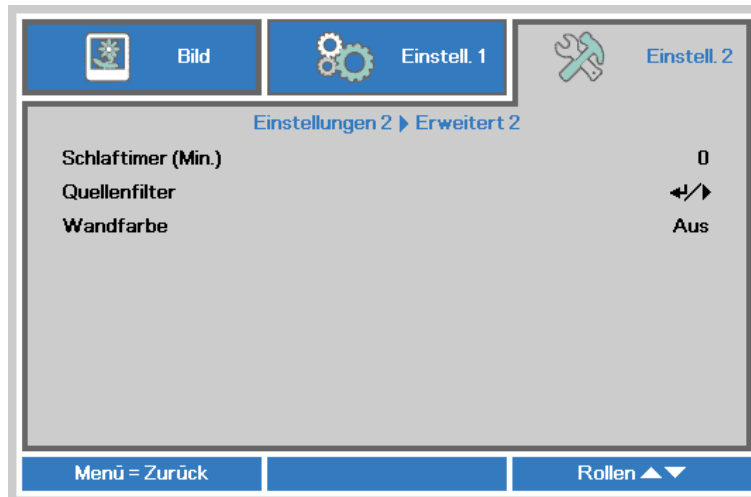 Bild
Einstell. 1
Einstell. 2
Einstellungen 2 ▶ Erweitert 2
Schlaftimer (Min.) 0
Quellenfilter ↵/▶
Wandfarbe Aus
Menü = Zurück
Rollen ▲▼